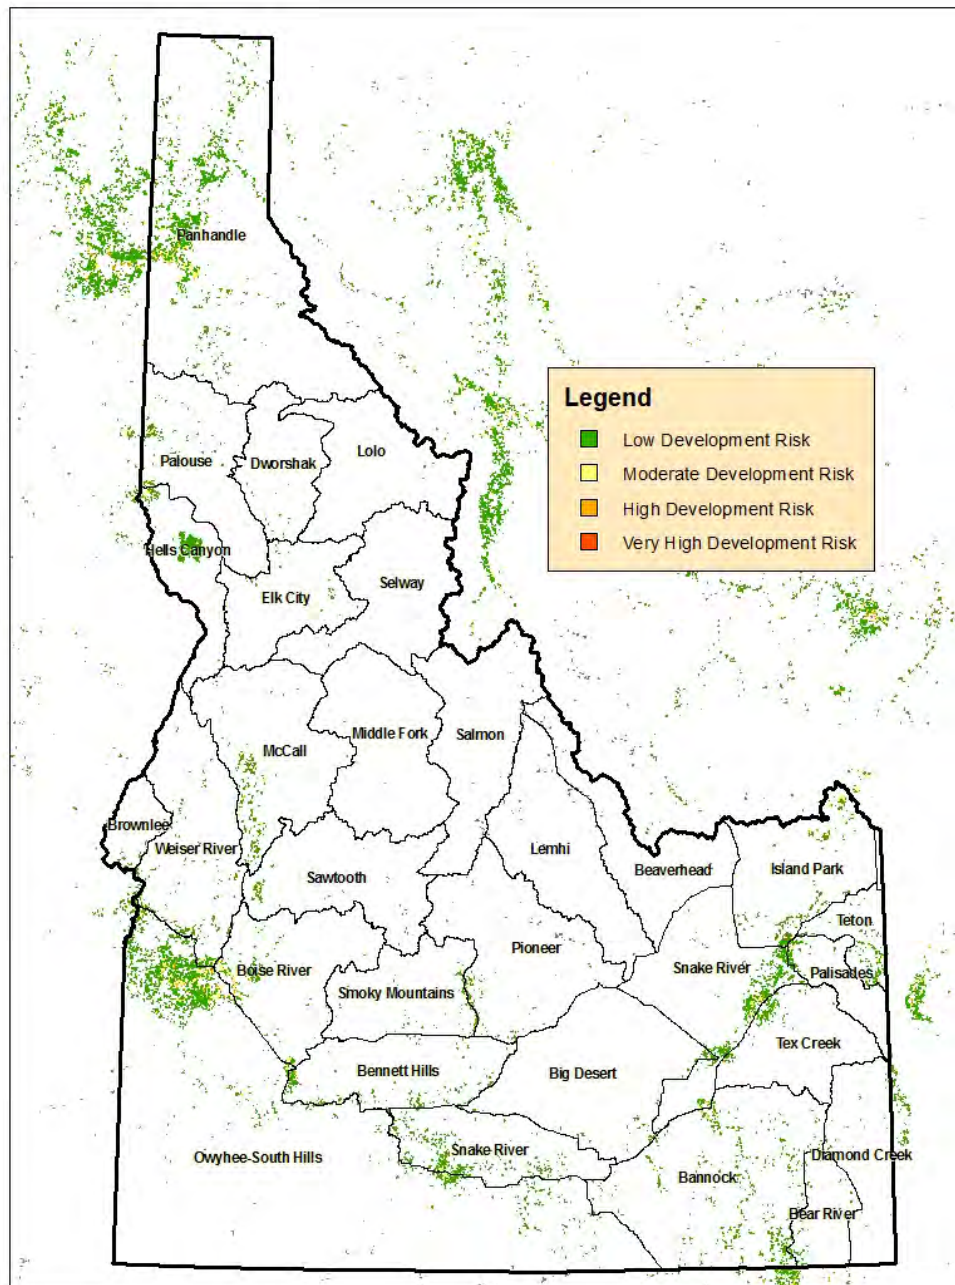 Panhandle
Legend
Low Development Risk
Moderate Development Risk
High Development Risk
Very High Development Risk
Palouse
Dworshak
Lolo
Hells Canyon
Elk City
Selway
McCall
Middle Fork
Salmon
Brownlee
Weiser River
Sawtooth
Lemhi
Beaverhead
Island Park
Teton
Boise River
Smoky Mountains
Pioneer
Snake River
Palisades
Bennett Hills
Big Desert
Tex Creek
Owyhee-South Hills
Snake River
Bannock
Diamond Creek
Bear River